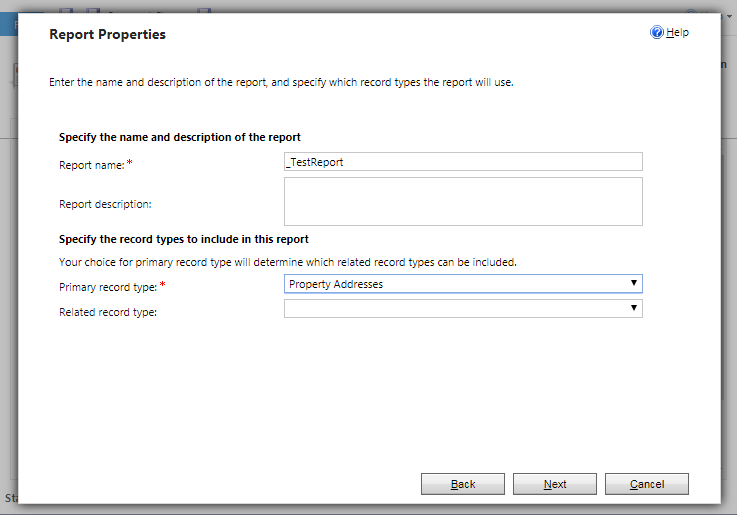 Report Properties
Help
Enter the name and description of the report, and specify which record types the report will use.
Specify the name and description of the report
Report name:*
_TestReport
Report description:
Specify the record types to include in this report
Your choice for primary record type will determine which related record types can be included.
Primary record type:*
Property Addresses
Related record type:
Back
Next
Cancel